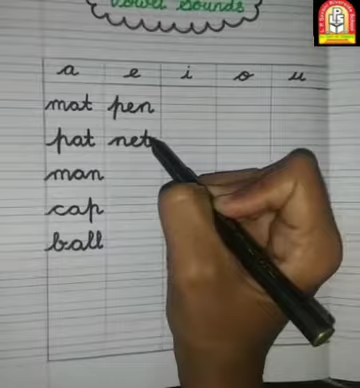 Vowel Sounds
a e i o u
mat pen
pat net
man
cap
ball